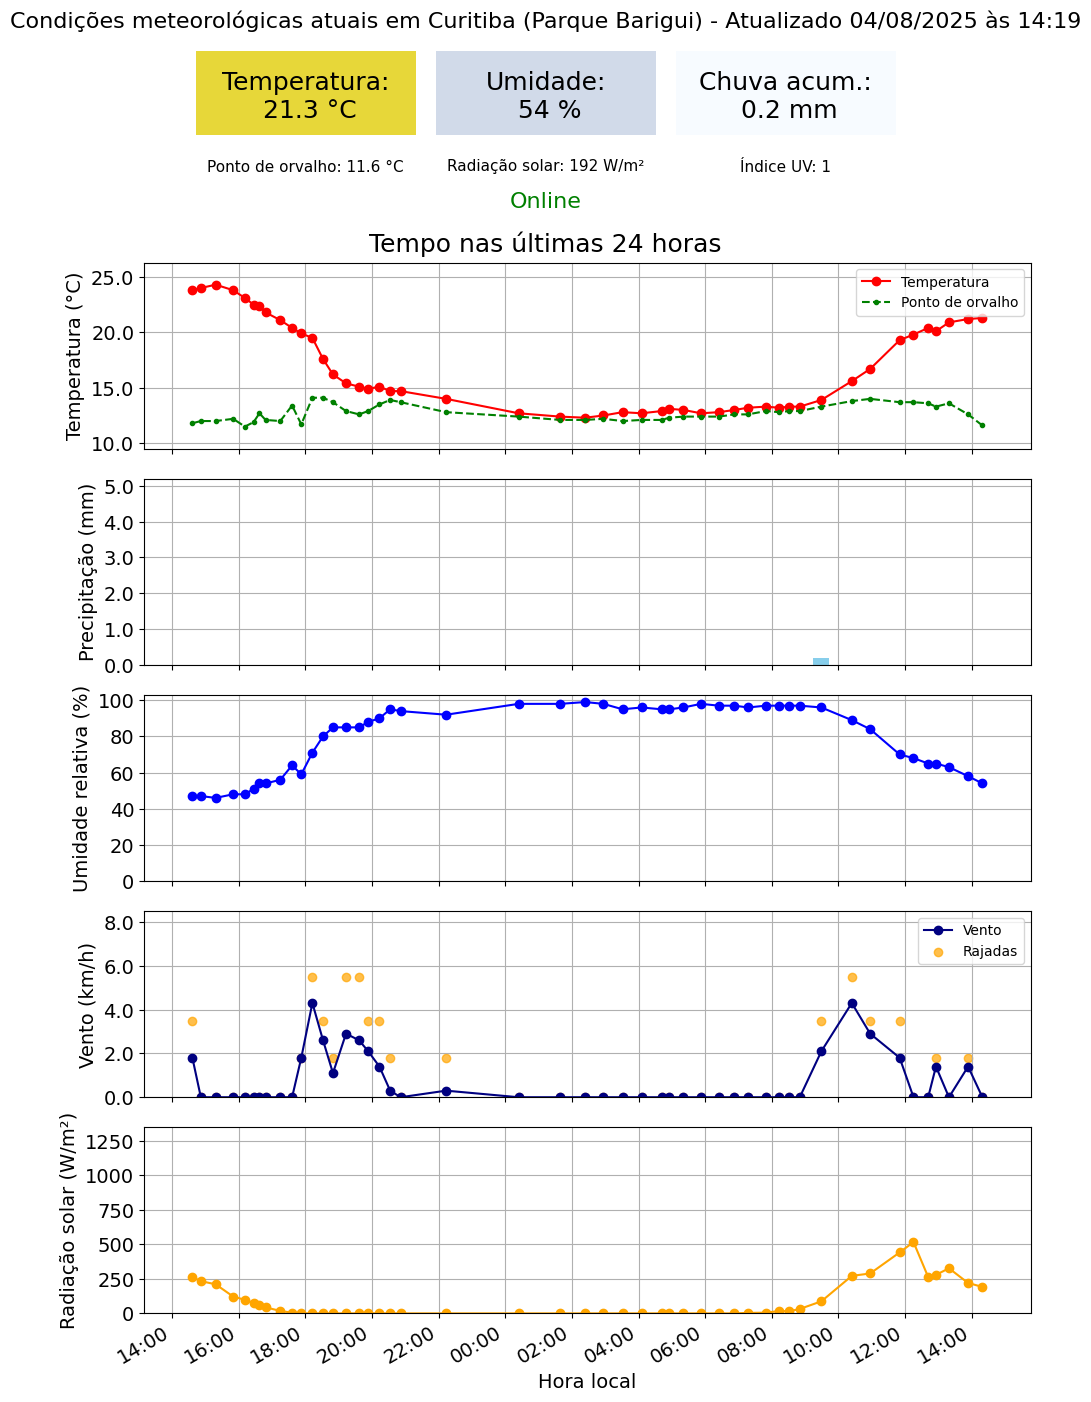 Condições meteorológicas atuais em Curitiba (Parque Barigui) - Atualizado 04/08/2025 às 14:19
Temperatura:
21.3 °C
Umidade:
54 %
Chuva acum.:
0.2 mm
Ponto de orvalho: 11.6 °C
Radiação solar: 192 W/m²
Índice UV: 1
Online
Tempo nas últimas 24 horas
Temperatura (°C)
25.0
20.0
15.0
10.0
Temperatura
Ponto de orvalho
Precipitação (mm)
5.0
4.0
3.0
2.0
1.0
0.0
Umidade relativa (%)
100
80
60
40
20
0
Vento (km/h)
8.0
6.0
4.0
2.0
0.0
Vento
Rajadas
Radiação solar (W/m²)
1250
1000
750
500
250
0
14:00
16:00
18:00
20:00
22:00
00:00
02:00
04:00
06:00
08:00
10:00
12:00
14:00
Hora local